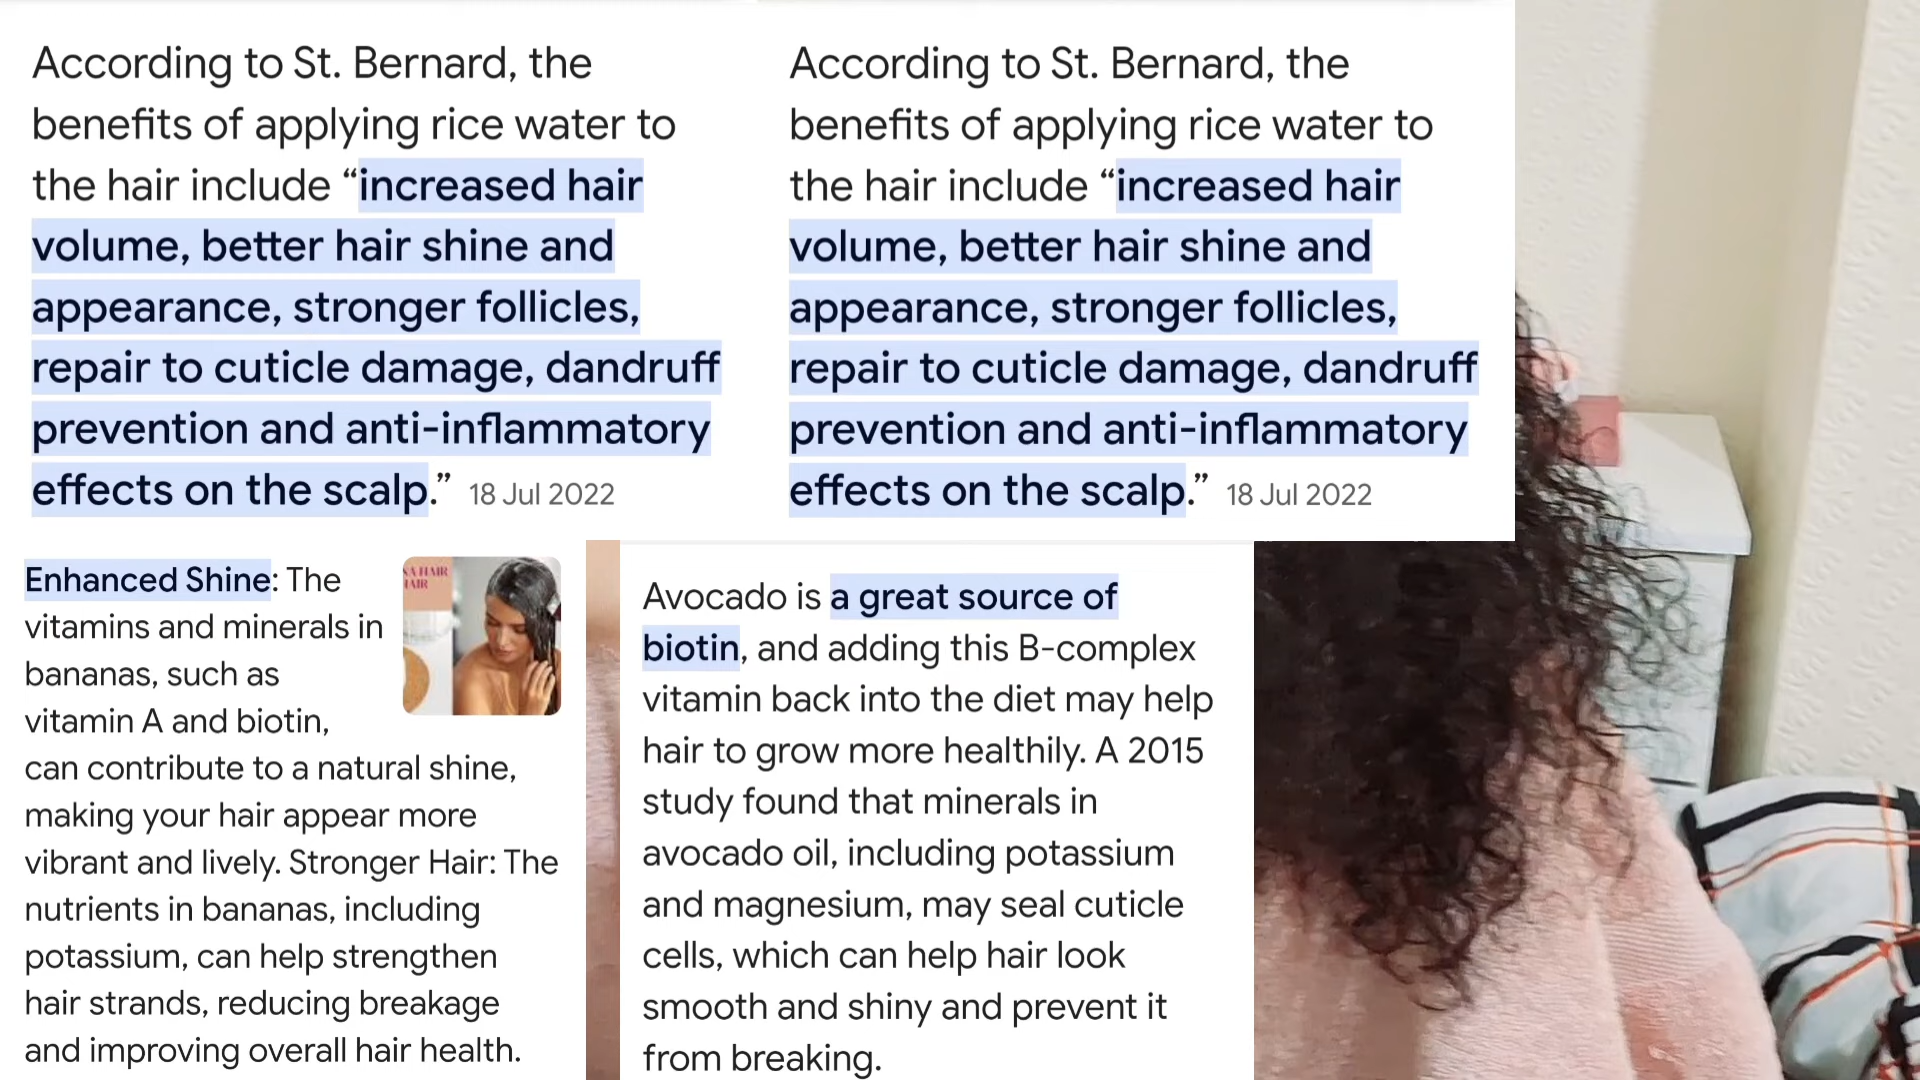 According to St. Bernard, the
benefits of applying rice water to
the hair include “increased hair
volume, better hair shine and
appearance, stronger follicles,
repair to cuticle damage, dandruff
prevention and anti-inflammatory
effects on the scalp.” 18 Jul 2022
According to St. Bernard, the
benefits of applying rice water to
the hair include “increased hair
volume, better hair shine and
appearance, stronger follicles,
repair to cuticle damage, dandruff
prevention and anti-inflammatory
effects on the scalp.” 18 Jul 2022
Enhanced Shine: The
vitamins and minerals in
bananas, such as
vitamin A and biotin,
can contribute to a natural shine,
making your hair appear more
vibrant and lively. Stronger Hair: The
nutrients in bananas, including
potassium, can help strengthen
hair strands, reducing breakage
and improving overall hair health.
HAIR
Avocado is a great source of
biotin, and adding this B-complex
vitamin back into the diet may help
hair to grow more healthily. A 2015
study found that minerals in
avocado oil, including potassium
and magnesium, may seal cuticle
cells, which can help hair look
smooth and shiny and prevent it
from breaking.